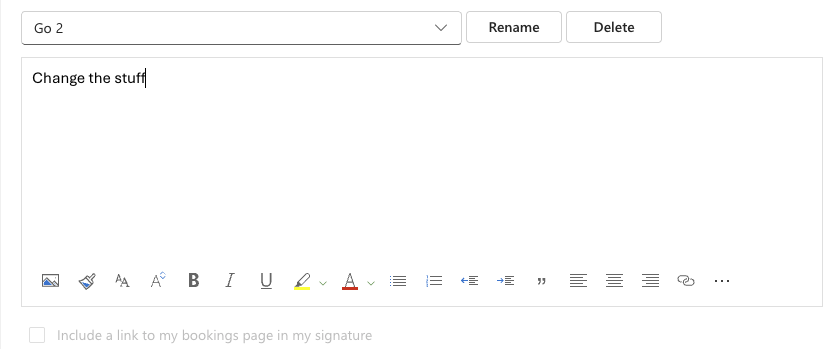 Go 2
Rename
Delete
Change the stuff
Include a link to my bookings page in my signature